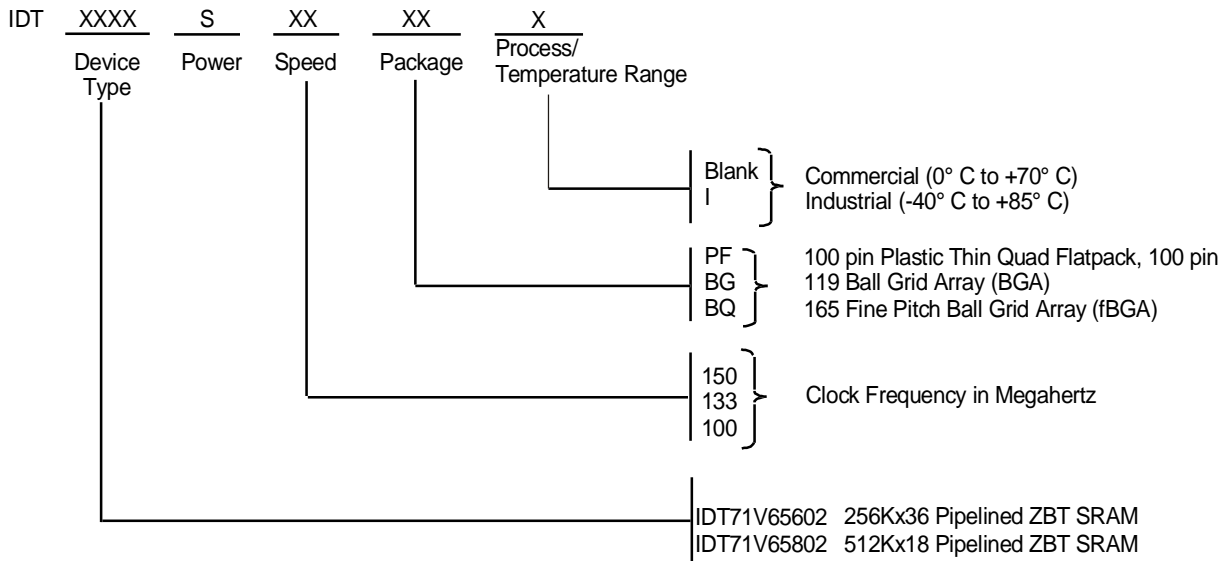 IDT XXXX S XX XX X
Device Type Power Speed Package Process/ Temperature Range
Blank Commercial (0° C to +70° C)
I Industrial (-40° C to +85° C)
PF 100 pin Plastic Thin Quad Flatpack, 100 pin
BG 119 Ball Grid Array (BGA)
BQ 165 Fine Pitch Ball Grid Array (fBGA)
150
133 Clock Frequency in Megahertz
100
IDT71V65602 256Kx36 Pipelined ZBT SRAM
IDT71V65802 512Kx18 Pipelined ZBT SRAM